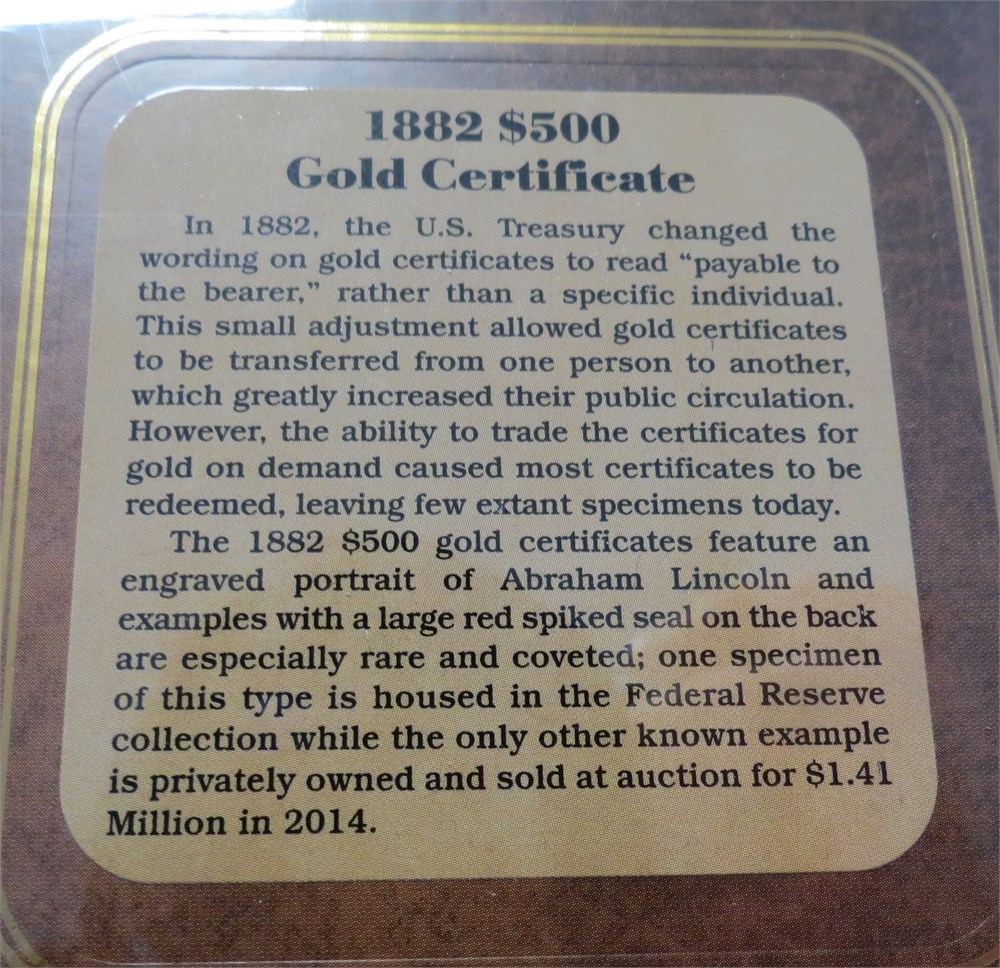 1882 $500
Gold Certificate
In 1882, the U.S. Treasury changed the
wording on gold certificates to read “payable to
the bearer,” rather than a specific individual.
This small adjustment allowed gold certificates
to be transferred from one person to another,
which greatly increased their public circulation.
However, the ability to trade the certificates for
gold on demand caused most certificates to be
redeemed, leaving few extant specimens today.
The 1882 $500 gold certificates feature an
engraved portrait of Abraham Lincoln and
examples with a large red spiked seal on the back
are especially rare and coveted; one specimen
of this type is housed in the Federal Reserve
collection while the only other known example
is privately owned and sold at auction for $1.41
Million in 2014.